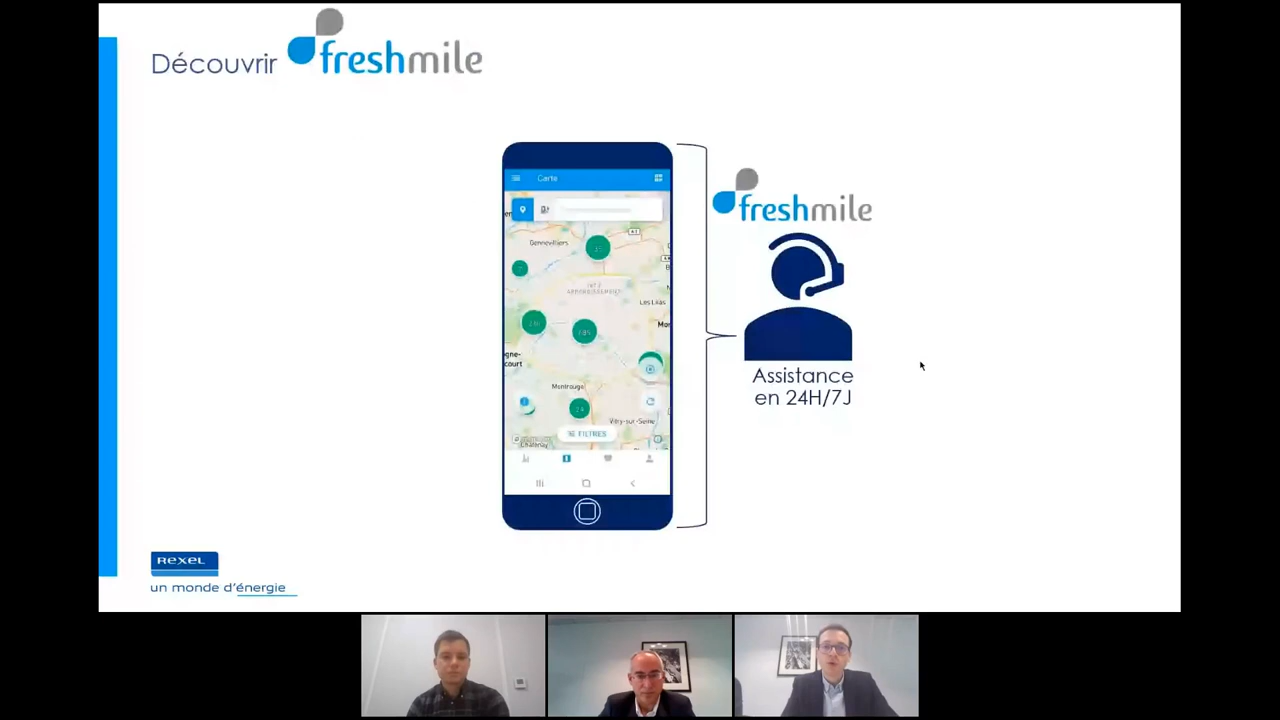 Découvrir freshmile
Carte
Gennevilliers
Les Lilas
Montrouge
Vitry-sur-Seine
FILTRES
freshmile
Assistance
en 24H/7J
REXEL
un monde d'énergie